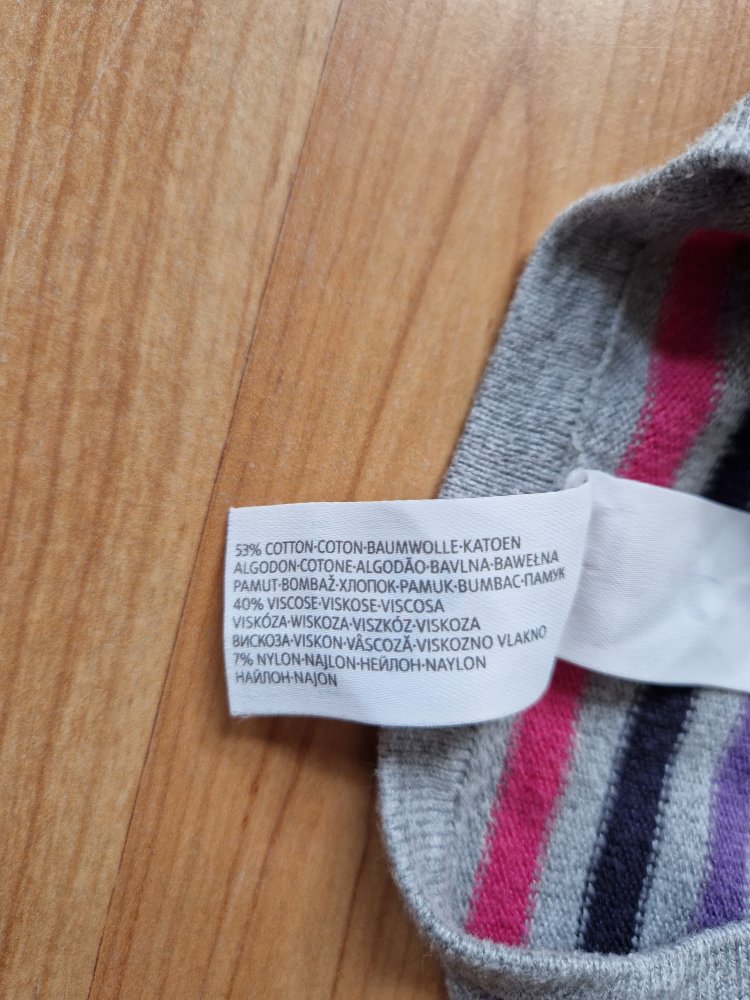 53% COTTON·COTON·BAUMWOLLE·KATOEN
ALGODON·COTONE·ALGODÃO·BAVLNA·BAWEŁNA
PAMUT·BOMBAŽ·ХЛОПОК·PAMUK·BUMBAC·ПАМУК
40% VISCOSE·VISKOSE·VISCOSA
VISKÓZA·WISKOZA·VISZKÓZ·VISKOZA
ВИСКОЗА·VISKON·VÂSCOZĂ·VISKOZNO VLAKNO
7% NYLON·NAJLON·НЕЙЛОН·NAYLON
НАЙЛОН·NAJON